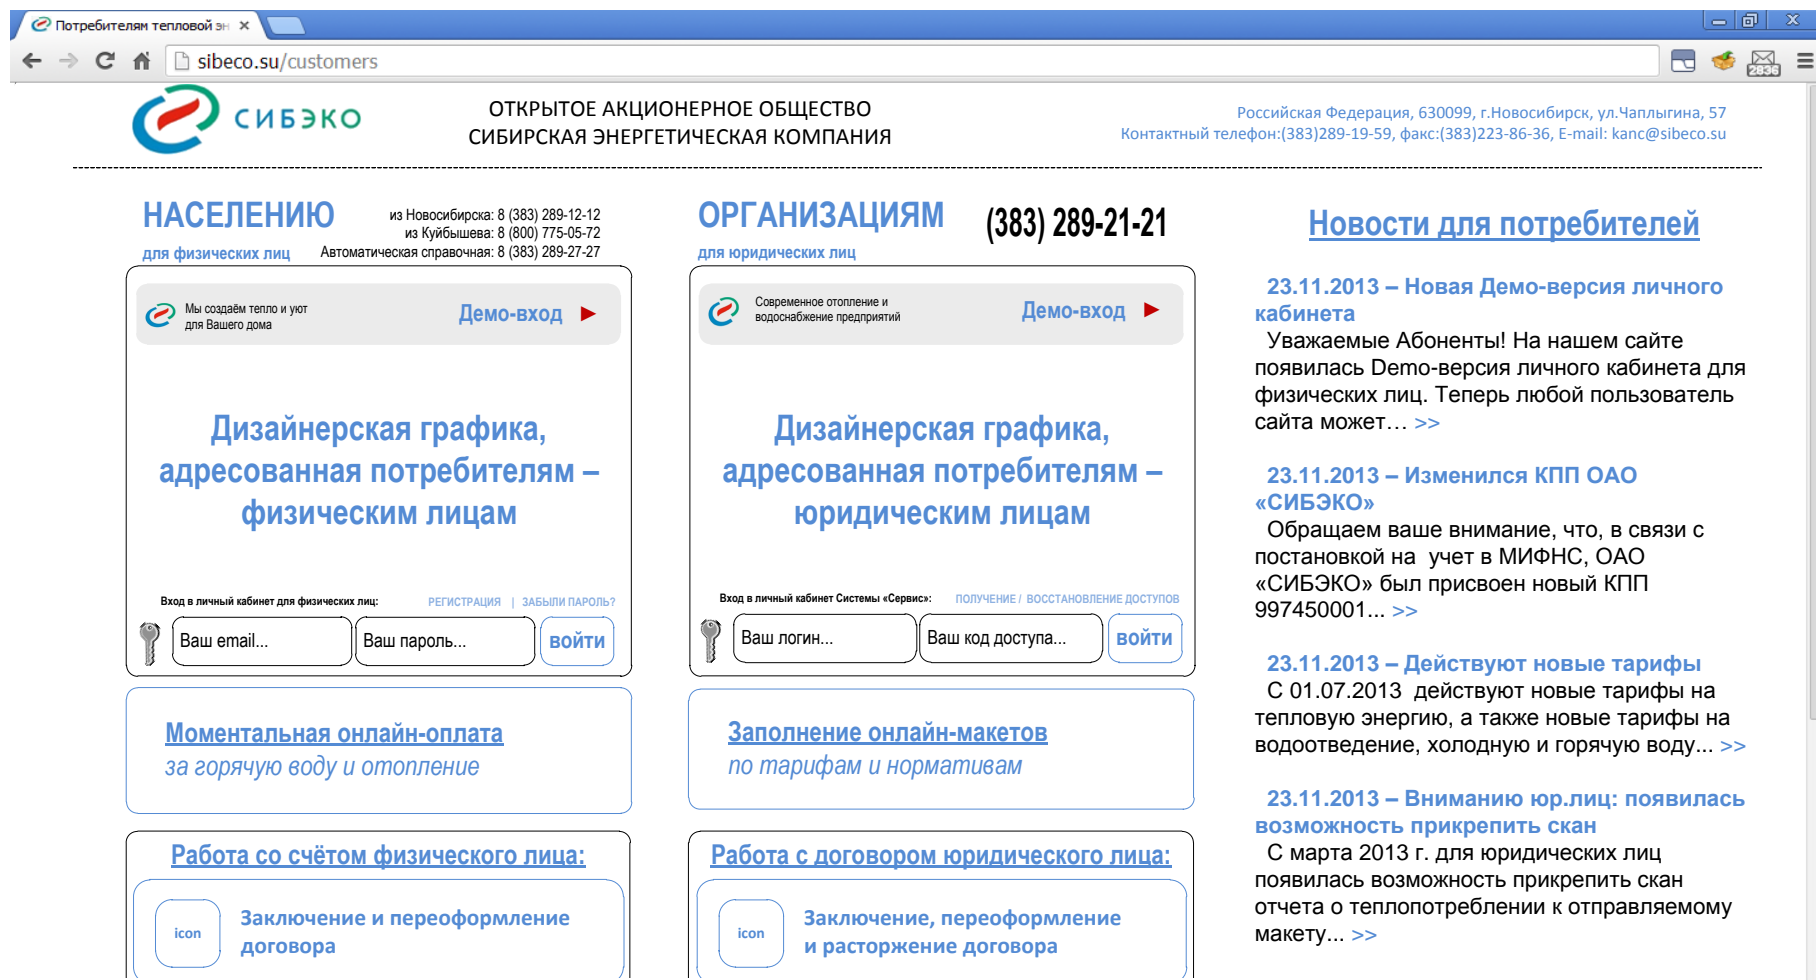 Потребителям тепловой эн
sibeco.su/customers
2836
СИБЭКО
ОТКРЫТОЕ АКЦИОНЕРНОЕ ОБЩЕСТВО
СИБИРСКАЯ ЭНЕРГЕТИЧЕСКАЯ КОМПАНИЯ
Российская Федерация, 630099, г.Новосибирск, ул.Чаплыгина, 57
Контактный телефон:(383)289-19-59, факс:(383)223-86-36, E-mail: kanc@sibeco.su
НАСЕЛЕНИЮ
для физических лиц
из Новосибирска: 8 (383) 289-12-12
из Куйбышева: 8 (800) 775-05-72
Автоматическая справочная: 8 (383) 289-27-27
Мы создаём тепло и уют
для Вашего дома
Демо-вход
Дизайнерская графика,
адресованная потребителям –
физическим лицам
Вход в личный кабинет для физических лиц:
РЕГИСТРАЦИЯ | ЗАБЫЛИ ПАРОЛЬ?
Ваш email...
Ваш пароль...
ВОЙТИ
Моментальная онлайн-оплата
за горячую воду и отопление
Работа со счётом физического лица:
icon
Заключение и переоформление
договора
ОРГАНИЗАЦИЯМ
для юридических лиц
(383) 289-21-21
Современное отопление и
водоснабжение предприятий
Демо-вход
Дизайнерская графика,
адресованная потребителям –
юридическим лицам
Вход в личный кабинет Системы «Сервис»:
ПОЛУЧЕНИЕ / ВОССТАНОВЛЕНИЕ ДОСТУПОВ
Ваш логин...
Ваш код доступа...
ВОЙТИ
Заполнение онлайн-макетов
по тарифам и нормативам
Работа с договором юридического лица:
icon
Заключение, переоформление
и расторжение договора
Новости для потребителей
23.11.2013 – Новая Демо-версия личного
кабинета
Уважаемые Абоненты! На нашем сайте
появилась Demo-версия личного кабинета для
физических лиц. Теперь любой пользователь
сайта может… >>
23.11.2013 – Изменился КПП ОАО
«СИБЭКО»
Обращаем ваше внимание, что, в связи с
постановкой на учет в МИФНС, ОАО
«СИБЭКО» был присвоен новый КПП
997450001... >>
23.11.2013 – Действуют новые тарифы
С 01.07.2013 действуют новые тарифы на
тепловую энергию, а также новые тарифы на
водоотведение, холодную и горячую воду... >>
23.11.2013 – Вниманию юр.лиц: появилась
возможность прикрепить скан
С марта 2013 г. для юридических лиц
появилась возможность прикрепить скан
отчета о теплопотреблении к отправляемому
макету... >>